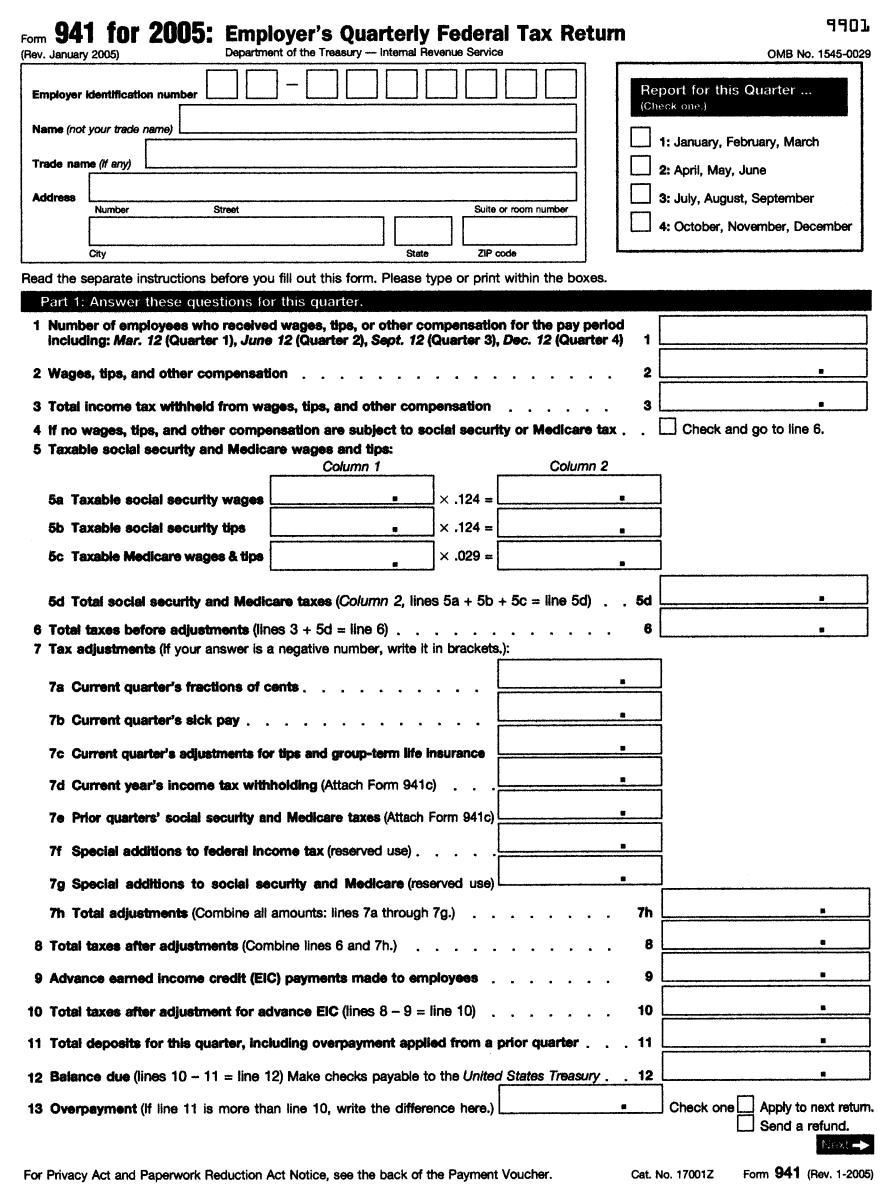 Form 941 for 2005: Employer's Quarterly Federal Tax Return
9901
(Rev. January 2005)
Department of the Treasury — Internal Revenue Service
OMB No. 1545-0029
Employer identification number
—
Name (not your trade name)
Trade name (if any)
Address
Number Street Suite or room number
City State ZIP code
Report for this Quarter ...
(Check one.)
1: January, February, March
2: April, May, June
3: July, August, September
4: October, November, December
Read the separate instructions before you fill out this form. Please type or print within the boxes.
Part 1: Answer these questions for this quarter.
1 Number of employees who received wages, tips, or other compensation for the pay period
including: Mar. 12 (Quarter 1), June 12 (Quarter 2), Sept. 12 (Quarter 3), Dec. 12 (Quarter 4) 1
2 Wages, tips, and other compensation . . . . . . . . . . . . . . . . . 2
3 Total income tax withheld from wages, tips, and other compensation . . . . . . 3
4 If no wages, tips, and other compensation are subject to social security or Medicare tax . . Check and go to line 6.
5 Taxable social security and Medicare wages and tips:
Column 1 Column 2
5a Taxable social security wages . × .124 = .
5b Taxable social security tips . × .124 = .
5c Taxable Medicare wages & tips . × .029 = .
5d Total social security and Medicare taxes (Column 2, lines 5a + 5b + 5c = line 5d) . . 5d
6 Total taxes before adjustments (lines 3 + 5d = line 6) . . . . . . . . . . . . 6
7 Tax adjustments (If your answer is a negative number, write it in brackets.):
7a Current quarter's fractions of cents . . . . . . . . . .
7b Current quarter's sick pay . . . . . . . . . . . . .
7c Current quarter's adjustments for tips and group-term life insurance
7d Current year's income tax withholding (Attach Form 941c) . . .
7e Prior quarters' social security and Medicare taxes (Attach Form 941c)
7f Special additions to federal income tax (reserved use) . . . . .
7g Special additions to social security and Medicare (reserved use)
7h Total adjustments (Combine all amounts: lines 7a through 7g.) . . . . . . . . 7h
8 Total taxes after adjustments (Combine lines 6 and 7h.) . . . . . . . . . . . 8
9 Advance earned income credit (EIC) payments made to employees . . . . . . . 9
10 Total taxes after adjustment for advance EIC (lines 8 – 9 = line 10) . . . . . . . 10
11 Total deposits for this quarter, including overpayment applied from a prior quarter . . . 11
12 Balance due (lines 10 – 11 = line 12) Make checks payable to the United States Treasury . . 12
13 Overpayment (If line 11 is more than line 10, write the difference here.) . Check one Apply to next return.
Send a refund.
Next
For Privacy Act and Paperwork Reduction Act Notice, see the back of the Payment Voucher. Cat. No. 17001Z Form 941 (Rev. 1-2005)